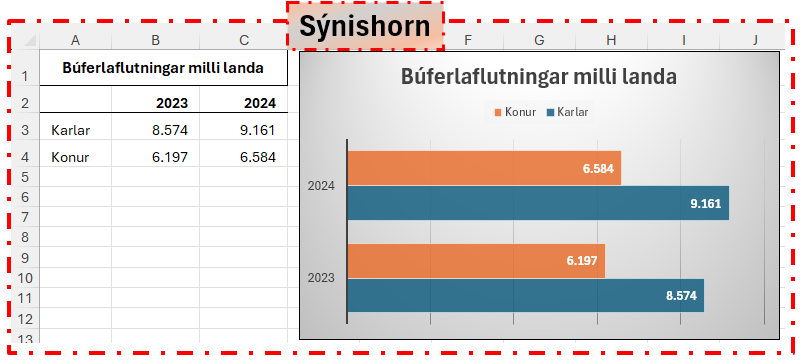 Sýnishorn
A B C F G H I J
1 Búferlaflutningar milli landa
2 2023 2024
3 Karlar 8.574 9.161
4 Konur 6.197 6.584
5
6
7
8
9
10
11
12
13
Búferlaflutningar milli landa
Konur Karlar
6.584
2024
9.161
6.197
2023
8.574